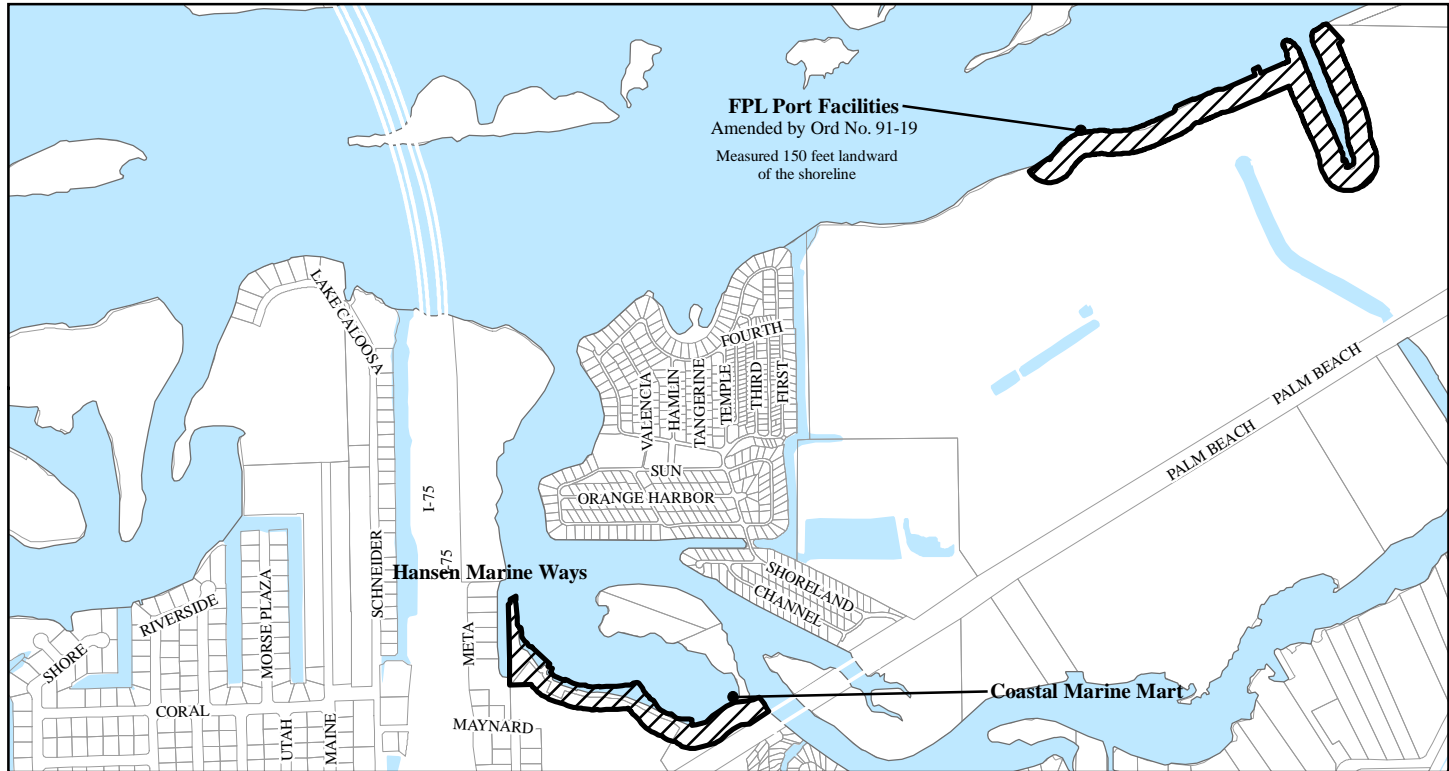 FPL Port Facilities
Amended by Ord No. 91-19
Measured 150 feet landward
of the shoreline
LAKE CALOOSA
FOURTH
VALENCIA
HAMLIN
TANGERINE
TEMPLE
THIRD
FIRST
PALM BEACH
PALM BEACH
SUN
ORANGE HARBOR
I-75
I-75
SCHNEIDER
Hansen Marine Ways
SHORELAND
CHANNEL
RIVERSIDE
MORSE PLAZA
SHORE
META
Coastal Marine Mart
CORAL
UTAH
MAINE
MAYNARD